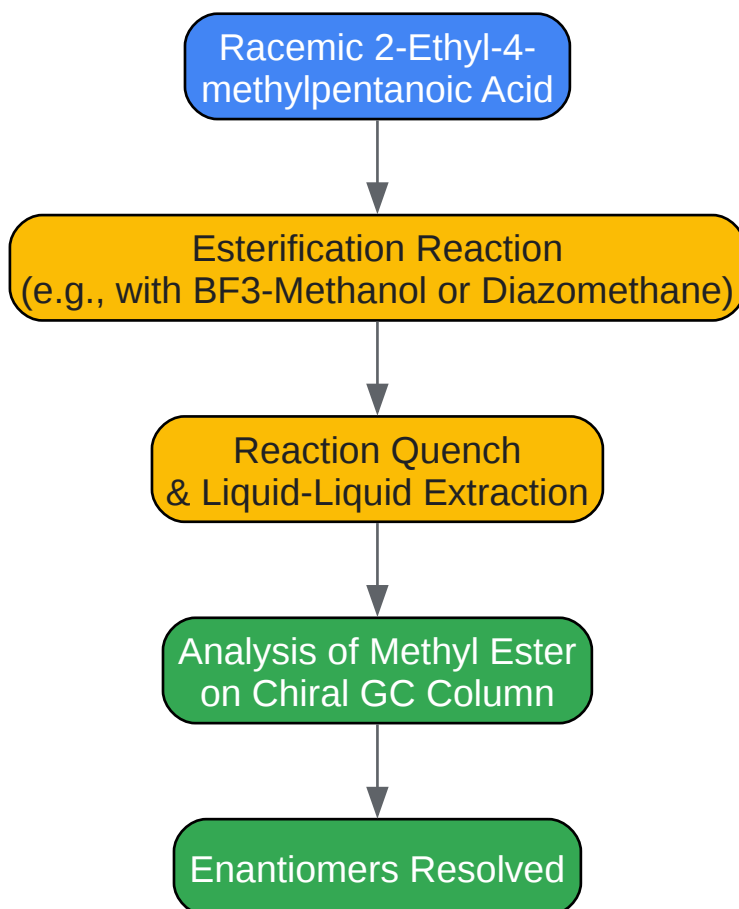 Racemic 2-Ethyl-4-
methylpentanoic Acid
Esterification Reaction
(e.g., with BF3-Methanol or Diazomethane)
Reaction Quench
& Liquid-Liquid Extraction
Analysis of Methyl Ester
on Chiral GC Column
Enantiomers Resolved